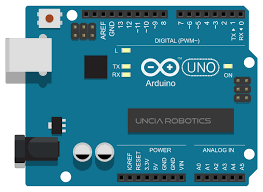 AREF
GND
13
12
~11
~10
~9
8
7
~6
~5
4
~3
2
TX→1
RX←0
DIGITAL (PWM~)
L
TX
RX
UNO
ON
Arduino
UNCIA ROBOTICS
POWER
ANALOG IN
IOREF
RESET
3.3V
5V
GND
VIN
A0
A1
A2
A3
A4
A5